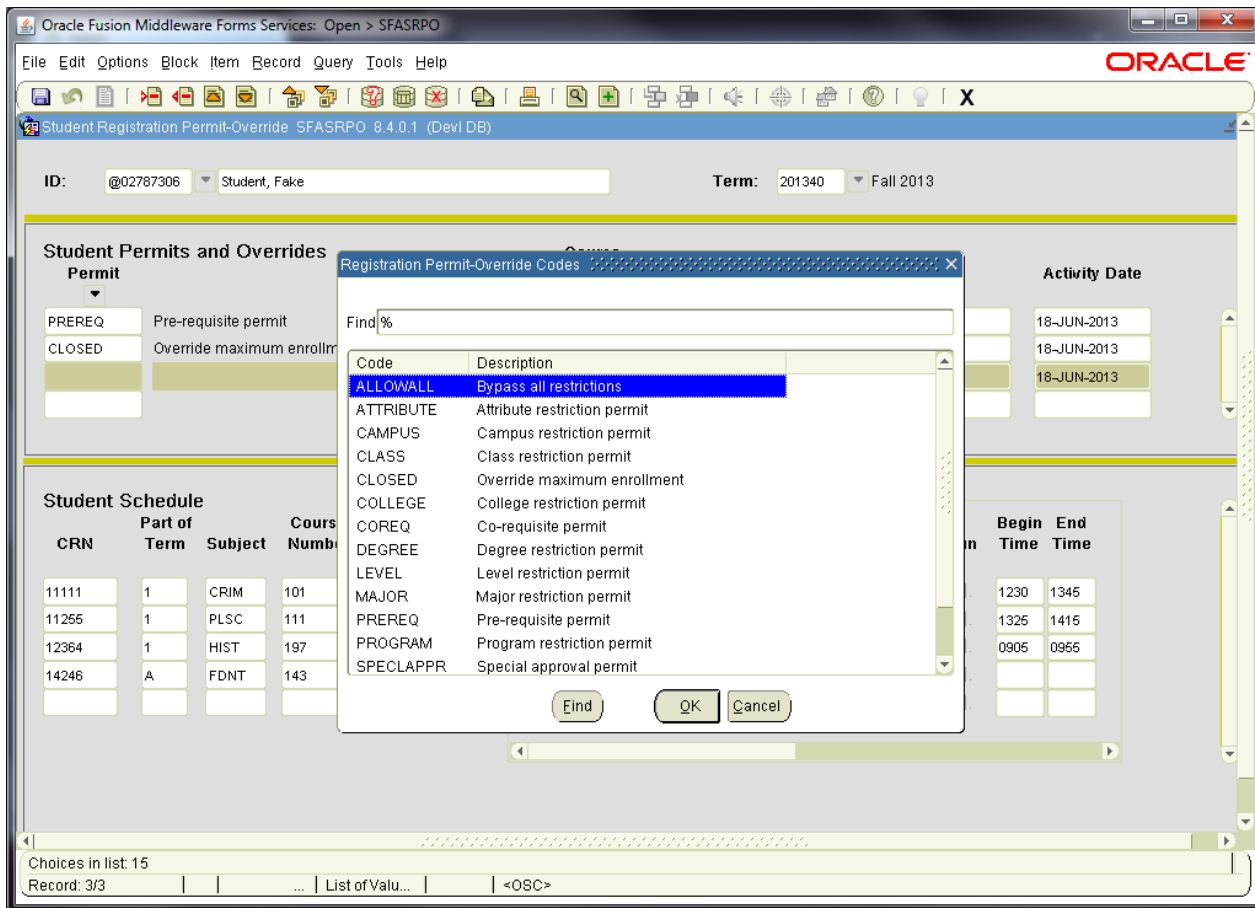 Oracle Fusion Middleware Forms Services: Open > SFASRPO
File Edit Options Block Item Record Query Tools Help
ORACLE
X
Student Registration Permit-Override SFASRPO 8.4.0.1 (Devl DB)
ID: @02787306 Student, Fake Term: 201340 Fall 2013
Student Permits and Overrides
Permit Activity Date
PREREQ Pre-requisite permit 18-JUN-2013
CLOSED Override maximum enrollm 18-JUN-2013
18-JUN-2013
Registration Permit-Override Codes
Find %
Code Description
ALLOWALL Bypass all restrictions
ATTRIBUTE Attribute restriction permit
CAMPUS Campus restriction permit
CLASS Class restriction permit
CLOSED Override maximum enrollment
COLLEGE College restriction permit
COREQ Co-requisite permit
DEGREE Degree restriction permit
LEVEL Level restriction permit
MAJOR Major restriction permit
PREREQ Pre-requisite permit
PROGRAM Program restriction permit
SPECLAPPR Special approval permit
Find OK Cancel
Student Schedule
Part of Cours Begin End
CRN Term Subject Numb Time Time
11111 1 CRIM 101 1230 1345
11255 1 PLSC 111 1325 1415
12364 1 HIST 197 0905 0955
14246 A FDNT 143
Choices in list: 15
Record: 3/3 ... List of Valu... <OSC>